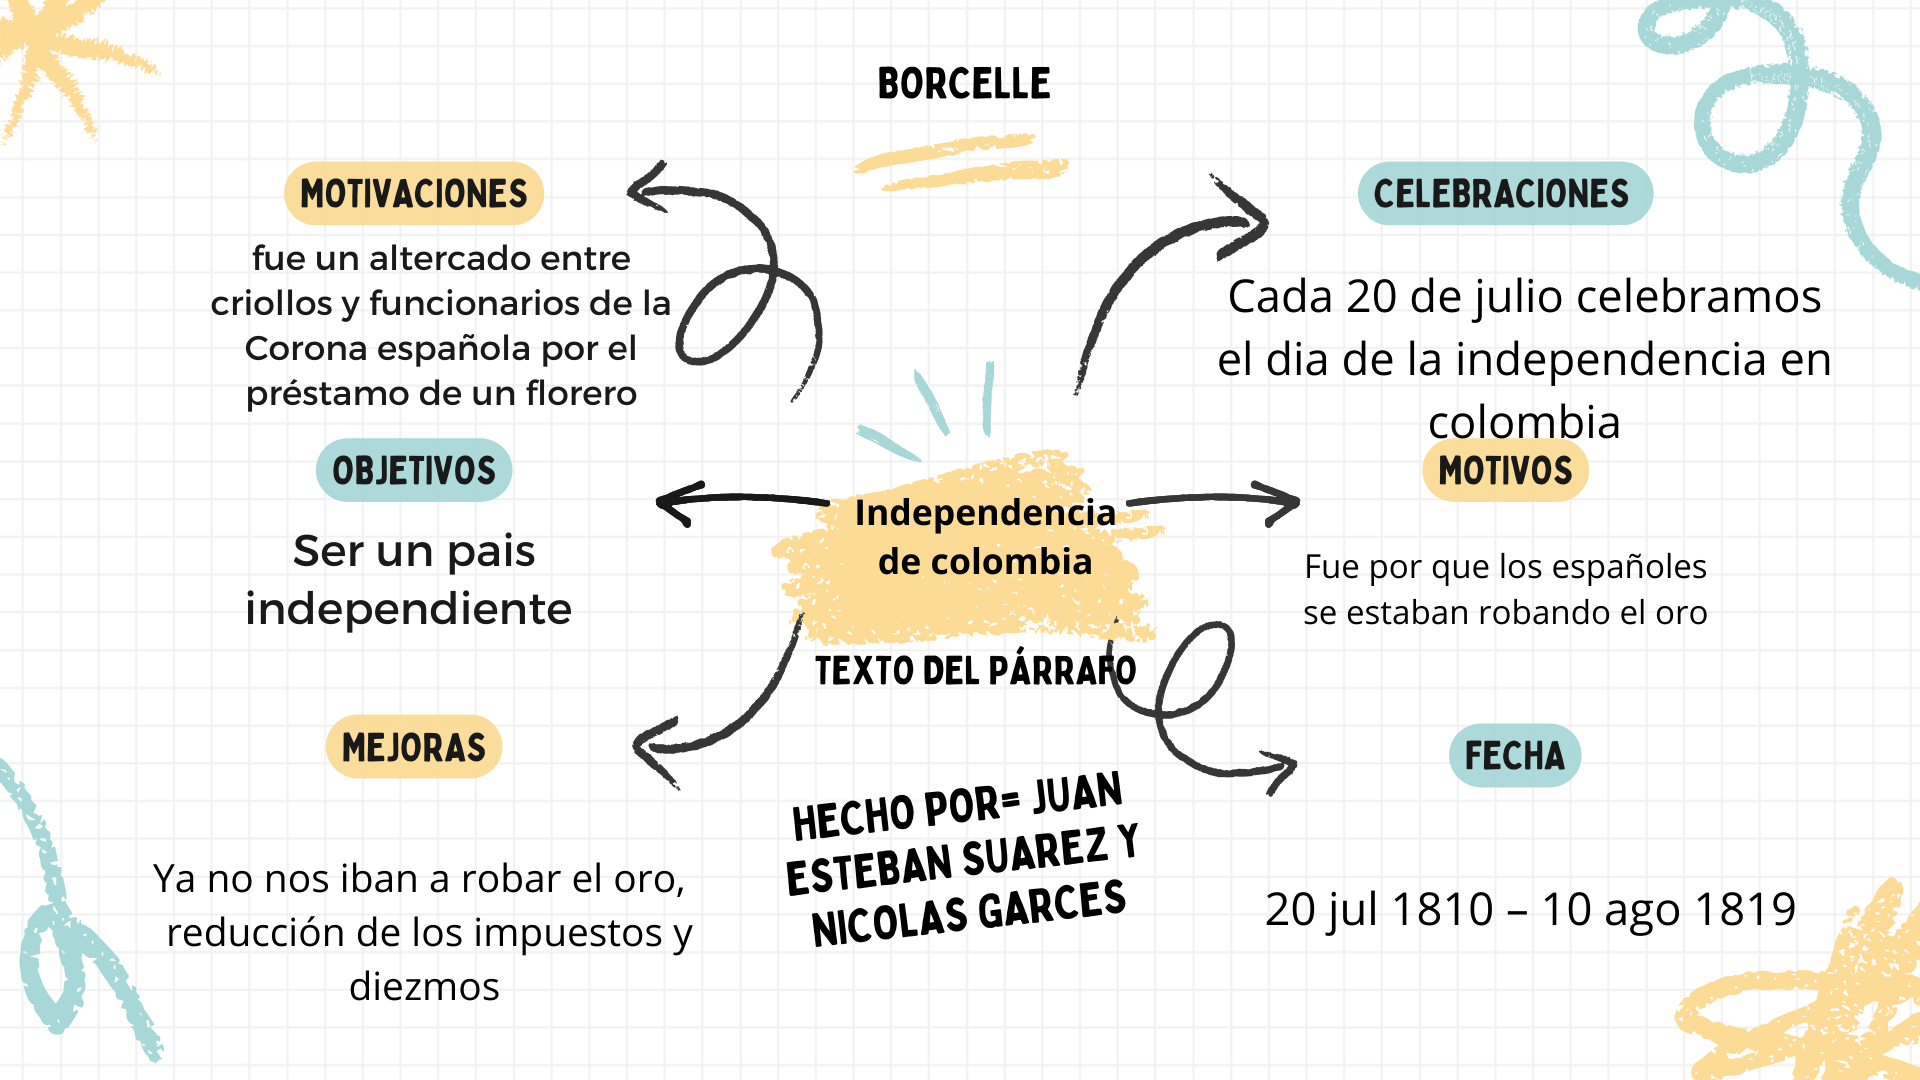 BORCELLE
MOTIVACIONES
fue un altercado entre
criollos y funcionarios de la
Corona española por el
préstamo de un florero
CELEBRACIONES
Cada 20 de julio celebramos
el dia de la independencia en
colombia
OBJETIVOS
Ser un pais
independiente
Independencia
de colombia
TEXTO DEL PÁRRAFO
MOTIVOS
Fue por que los españoles
se estaban robando el oro
MEJORAS
Ya no nos iban a robar el oro,
reducción de los impuestos y
diezmos
HECHO POR= JUAN
ESTEBAN SUAREZ Y
NICOLAS GARCES
FECHA
20 jul 1810 – 10 ago 1819